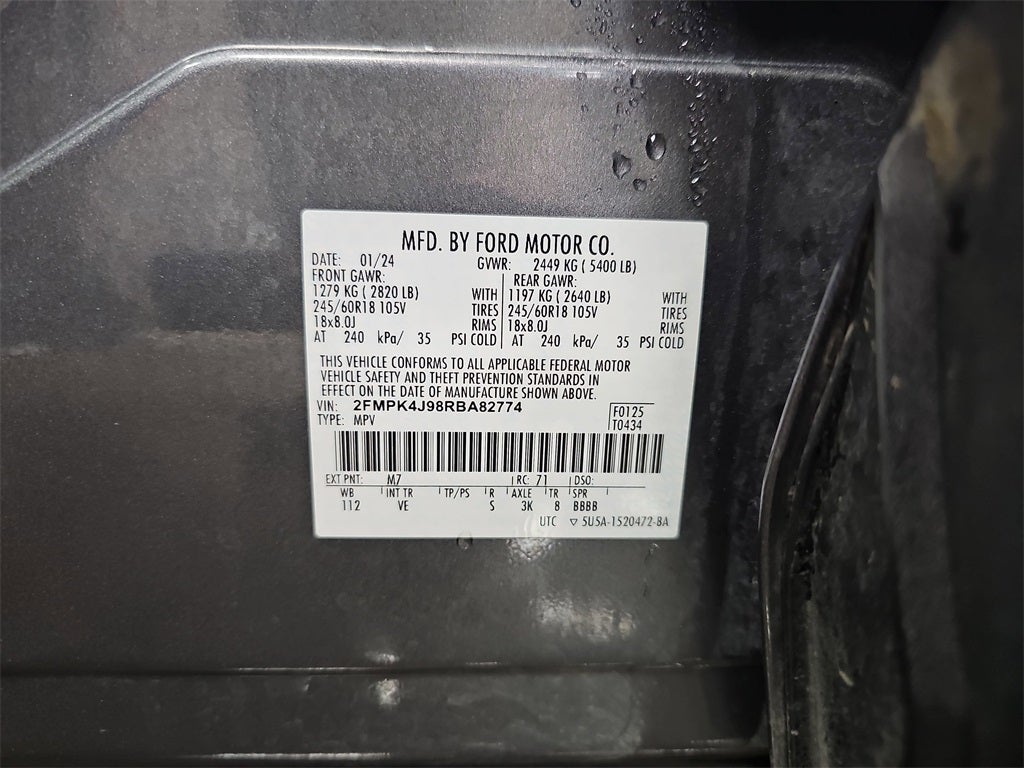 MFD. BY FORD MOTOR CO.
DATE: 01/24 GVWR: 2449 KG ( 5400 LB)
FRONT GAWR: REAR GAWR:
1279 KG ( 2820 LB) WITH 1197 KG ( 2640 LB) WITH
245/60R18 105V TIRES 245/60R18 105V TIRES
18x8.0J RIMS 18x8.0J RIMS
AT 240 kPa/ 35 PSI COLD AT 240 kPa/ 35 PSI COLD
THIS VEHICLE CONFORMS TO ALL APPLICABLE FEDERAL MOTOR
VEHICLE SAFETY AND THEFT PREVENTION STANDARDS IN
EFFECT ON THE DATE OF MANUFACTURE SHOWN ABOVE.
VIN: 2FMPK4J98RBA82774 F0125
TYPE: MPV T0434
EXT PNT: M7 RC: 71 DSO:
WB INT TR TP/PS R AXLE TR SPR
112 VE S 3K 8 BBBB
UTC ▽ 5U5A-1520472-BA